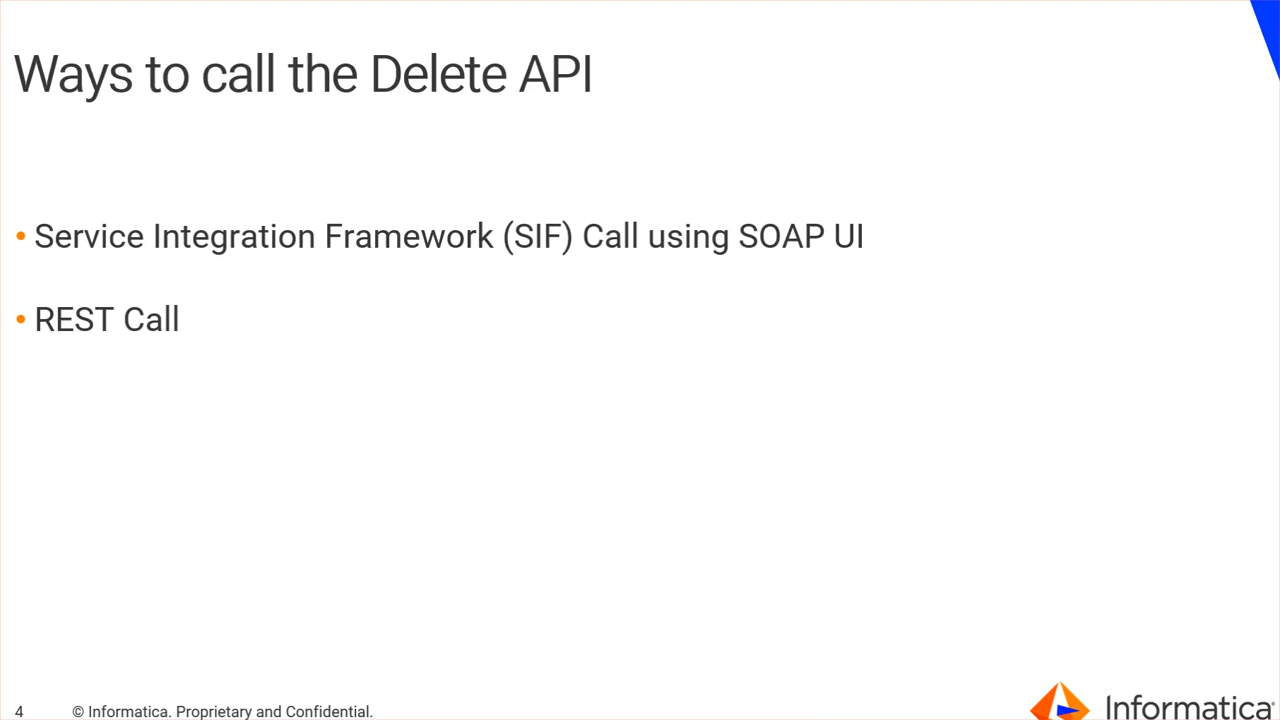 Ways to call the Delete API
• Service Integration Framework (SIF) Call using SOAP UI
• REST Call
4 © Informatica. Proprietary and Confidential.
Informatica